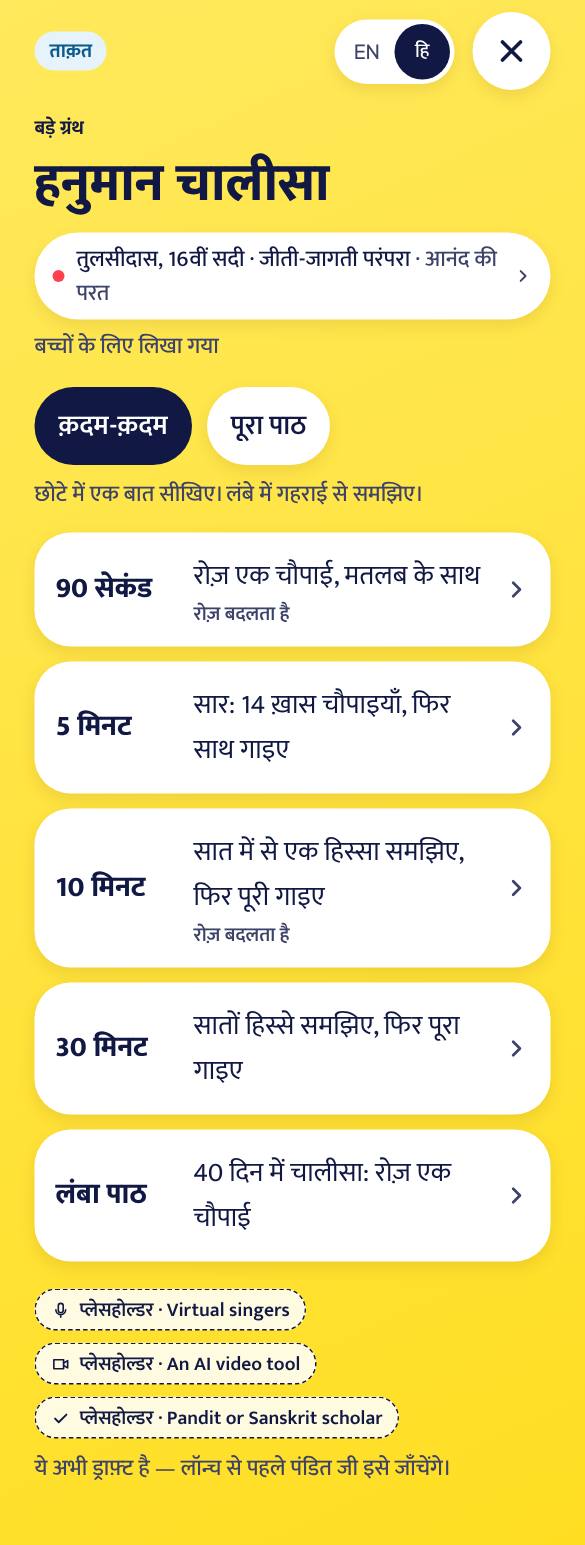 ताक़त
EN हि
बड़े ग्रंथ
हनुमान चालीसा
तुलसीदास, 16वीं सदी · जीती-जागती परंपरा · आनंद की
परत
बच्चों के लिए लिखा गया
क़दम-क़दम पूरा पाठ
छोटे में एक बात सीखिए। लंबे में गहराई से समझिए।
90 सेकंड
रोज़ एक चौपाई, मतलब के साथ
रोज़ बदलता है
5 मिनट
सार: 14 ख़ास चौपाइयाँ, फिर
साथ गाइए
10 मिनट
सात में से एक हिस्सा समझिए,
फिर पूरी गाइए
रोज़ बदलता है
30 मिनट
सातों हिस्से समझिए, फिर पूरा
गाइए
लंबा पाठ
40 दिन में चालीसा: रोज़ एक
चौपाई
प्लेसहोल्डर · Virtual singers
प्लेसहोल्डर · An AI video tool
प्लेसहोल्डर · Pandit or Sanskrit scholar
ये अभी ड्राफ़्ट है — लॉन्च से पहले पंडित जी इसे जाँचेंगे।